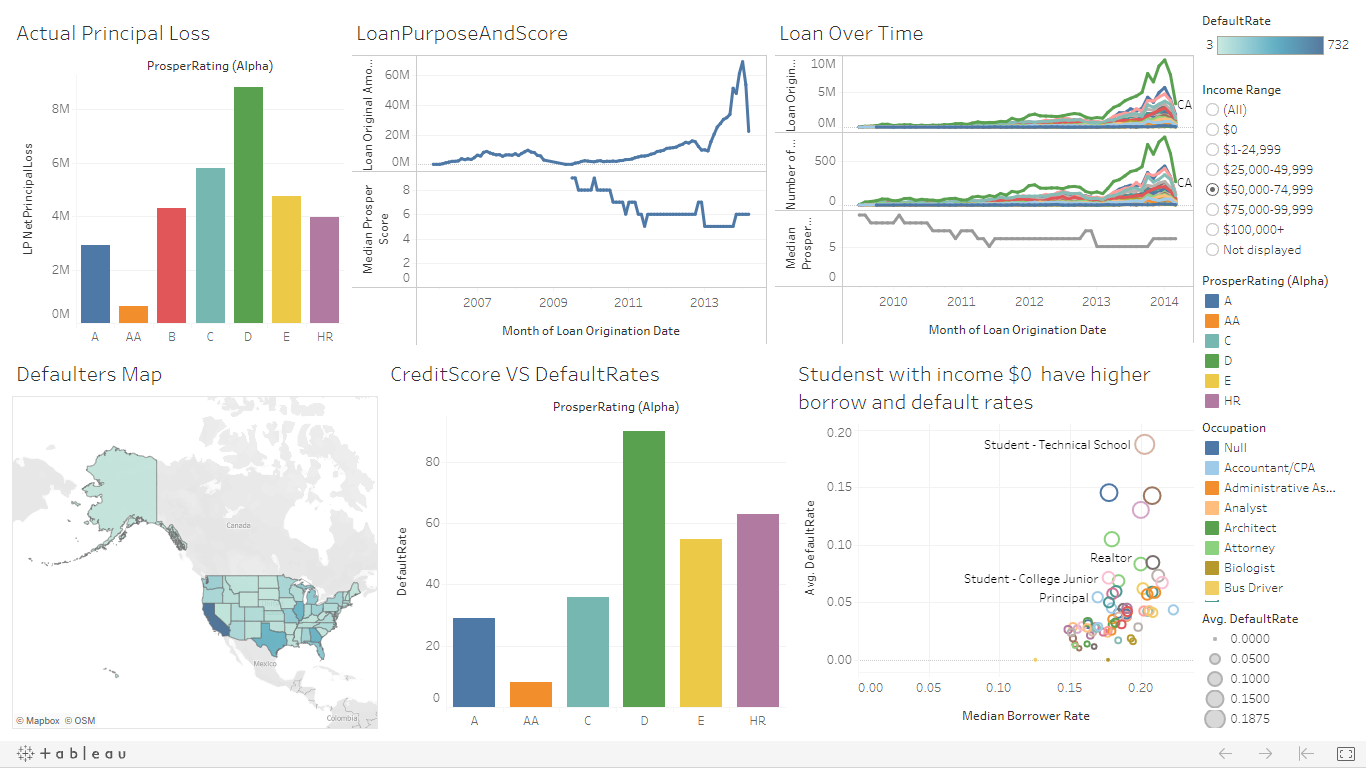 Actual Principal Loss
ProsperRating (Alpha)
LP NetPrincipalLoss
8M
6M
4M
2M
0M
A
AA
B
C
D
E
HR
LoanPurposeAndScore
Loan Original Amo...
60M
40M
20M
0M
Median Prosper
Score
8
6
4
2
0
2007
2009
2011
2013
Month of Loan Origination Date
Loan Over Time
Loan Origin...
10M
5M
0M
CA
Number of ...
500
0
CA
Median
Prosper...
5
0
2010
2011
2012
2013
2014
Month of Loan Origination Date
Defaulters Map
Canada
Mexico
Colombia
© Mapbox © OSM
CreditScore VS DefaultRates
ProsperRating (Alpha)
DefaultRate
80
60
40
20
0
A
AA
C
D
E
HR
Studenst with income $0 have higher
borrow and default rates
Avg. DefaultRate
0.20
0.15
0.10
0.05
0.00
Student - Technical School
Realtor
Student - College Junior
Principal
0.00
0.05
0.10
0.15
0.20
Median Borrower Rate
DefaultRate
3
732
Income Range
(All)
$0
$1-24,999
$25,000-49,999
$50,000-74,999
$75,000-99,999
$100,000+
Not displayed
ProsperRating (Alpha)
A
AA
C
D
E
HR
Occupation
Null
Accountant/CPA
Administrative As...
Analyst
Architect
Attorney
Biologist
Bus Driver
Avg. DefaultRate
0.0000
0.0500
0.1000
0.1500
0.1875
+ableau